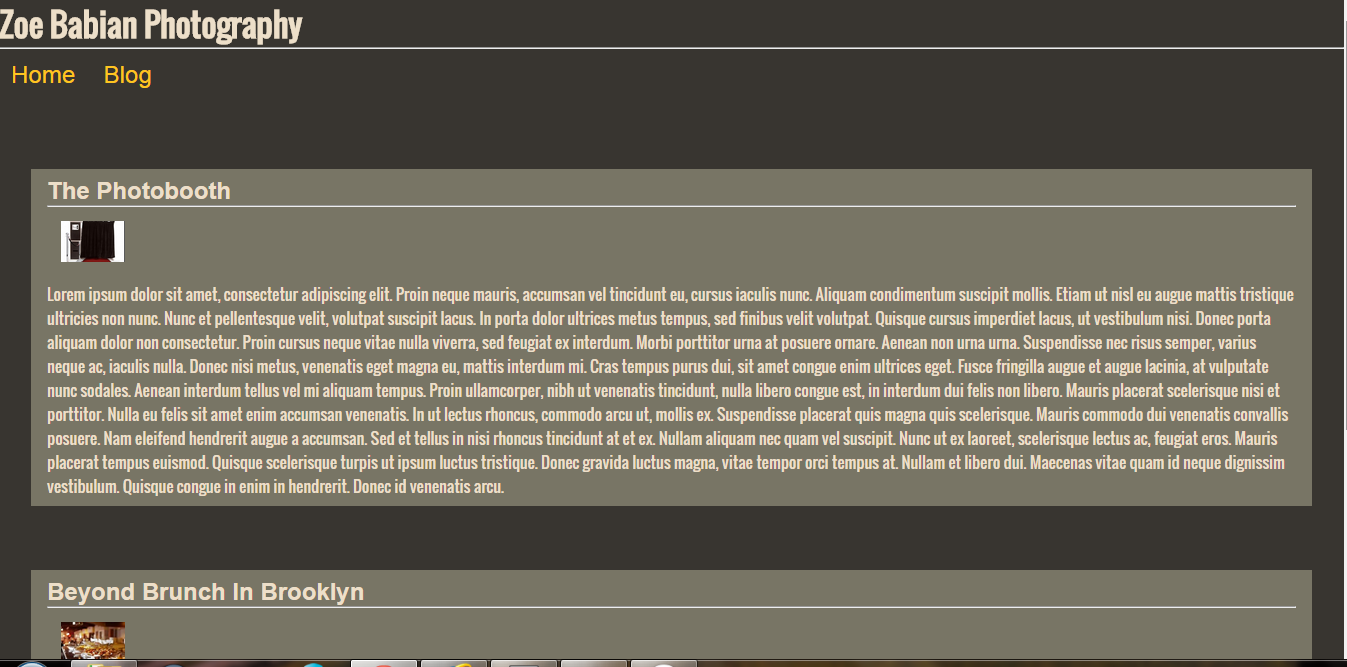 Zoe Babian Photography
Home Blog
The Photobooth
Lorem ipsum dolor sit amet, consectetur adipiscing elit. Proin neque mauris, accumsan vel tincidunt eu, cursus iaculis nunc. Aliquam condimentum suscipit mollis. Etiam ut nisl eu augue mattis tristique
ultricies non nunc. Nunc et pellentesque velit, volutpat suscipit lacus. In porta dolor ultrices metus tempus, sed finibus velit volutpat. Quisque cursus imperdiet lacus, ut vestibulum nisi. Donec porta
aliquam dolor non consectetur. Proin cursus neque vitae nulla viverra, sed feugiat ex interdum. Morbi porttitor urna at posuere ornare. Aenean non urna urna. Suspendisse nec risus semper, varius
neque ac, iaculis nulla. Donec nisi metus, venenatis eget magna eu, mattis interdum mi. Cras tempus purus dui, sit amet congue enim ultrices eget. Fusce fringilla augue et augue lacinia, at vulputate
nunc sodales. Aenean interdum tellus vel mi aliquam tempus. Proin ullamcorper, nibh ut venenatis tincidunt, nulla libero congue est, in interdum dui felis non libero. Mauris placerat scelerisque nisi et
porttitor. Nulla eu felis sit amet enim accumsan venenatis. In ut lectus rhoncus, commodo arcu ut, mollis ex. Suspendisse placerat quis magna quis scelerisque. Mauris commodo dui venenatis convallis
posuere. Nam eleifend hendrerit augue a accumsan. Sed et tellus in nisi rhoncus tincidunt at et ex. Nullam aliquam nec quam vel suscipit. Nunc ut ex laoreet, scelerisque lectus ac, feugiat eros. Mauris
placerat tempus euismod. Quisque scelerisque turpis ut ipsum luctus tristique. Donec gravida luctus magna, vitae tempor orci tempus at. Nullam et libero dui. Maecenas vitae quam id neque dignissim
vestibulum. Quisque congue in enim in hendrerit. Donec id venenatis arcu.
Beyond Brunch In Brooklyn